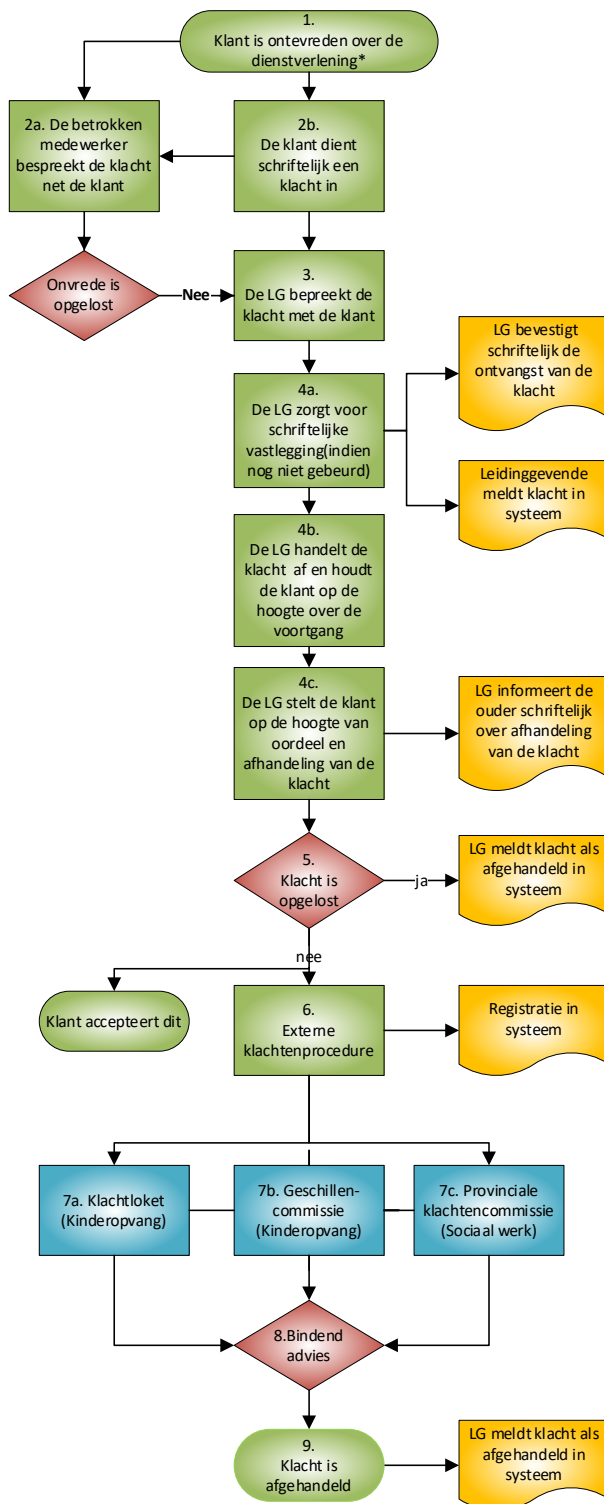 1.
Klant is ontevreden over de
dienstverlening*
2a. De betrokken
medewerker
bespreekt de klacht
net de klant
2b.
De klant dient
schriftelijk een
klacht in
Onvrede is
opgelost
Nee
3.
De LG bepreekt de
klacht met de klant
LG bevestigt
schriftelijk de
ontvangst van de
klacht
4a.
De LG zorgt voor
schriftelijke
vastlegging(indien
nog niet gebeurd)
Leidinggevende
meldt klacht in
systeem
4b.
De LG handelt de
klacht af en houdt
de klant op de
hoogte over de
voortgang
4c.
De LG stelt de klant
op de hoogte van
oordeel en
afhandeling van de
klacht
LG informeert de
ouder schriftelijk
over afhandeling
van de klacht
5.
Klacht is
opgelost
ja
LG meldt klacht als
afgehandeld in
systeem
nee
Klant accepteert dit
6.
Externe
klachtenprocedure
Registratie in
systeem
7a. Klachtloket
(Kinderopvang)
7b. Geschillen-
commissie
(Kinderopvang)
7c. Provinciale
klachtencommissie
(Sociaal werk)
8.Bindend
advies
9.
Klacht is
afgehandeld
LG meldt klacht als
afgehandeld in
systeem